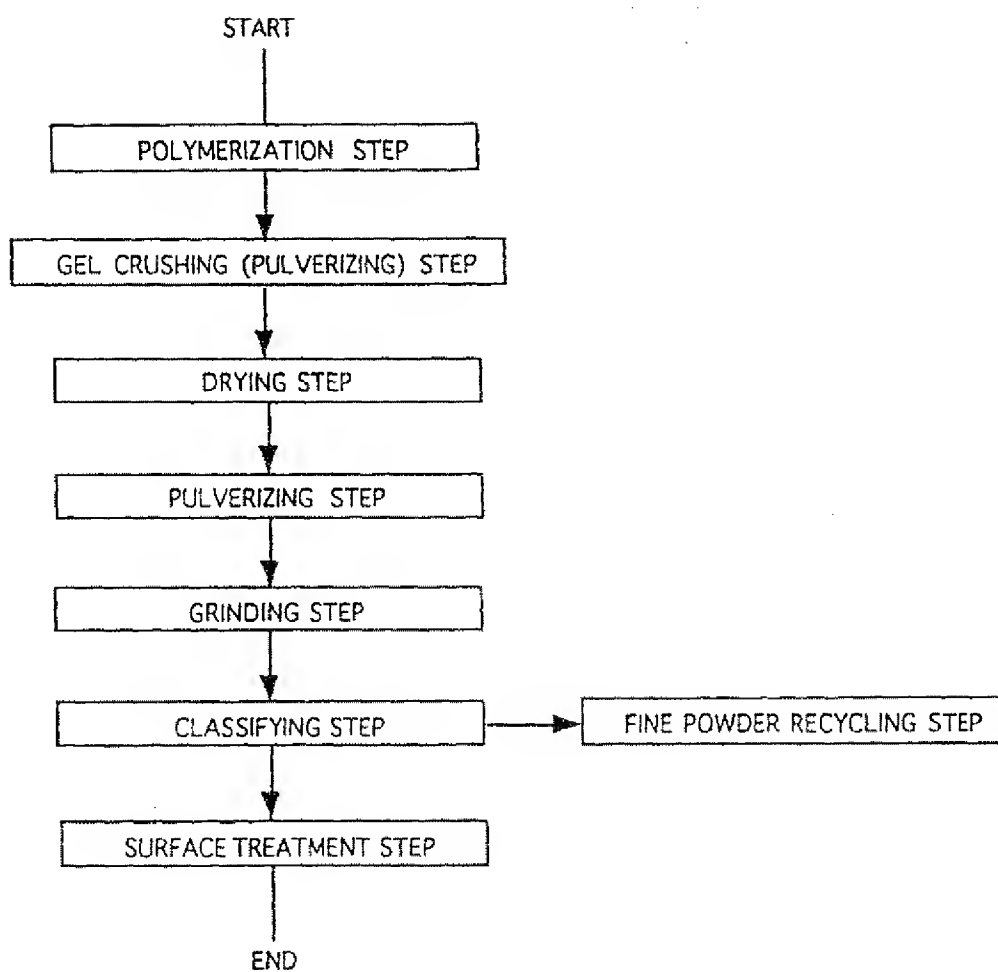 START
POLYMERIZATION STEP
GEL CRUSHING (PULVERIZING) STEP
DRYING STEP
PULVERIZING STEP
GRINDING STEP
CLASSIFYING STEP
FINE POWDER RECYCLING STEP
SURFACE TREATMENT STEP
END